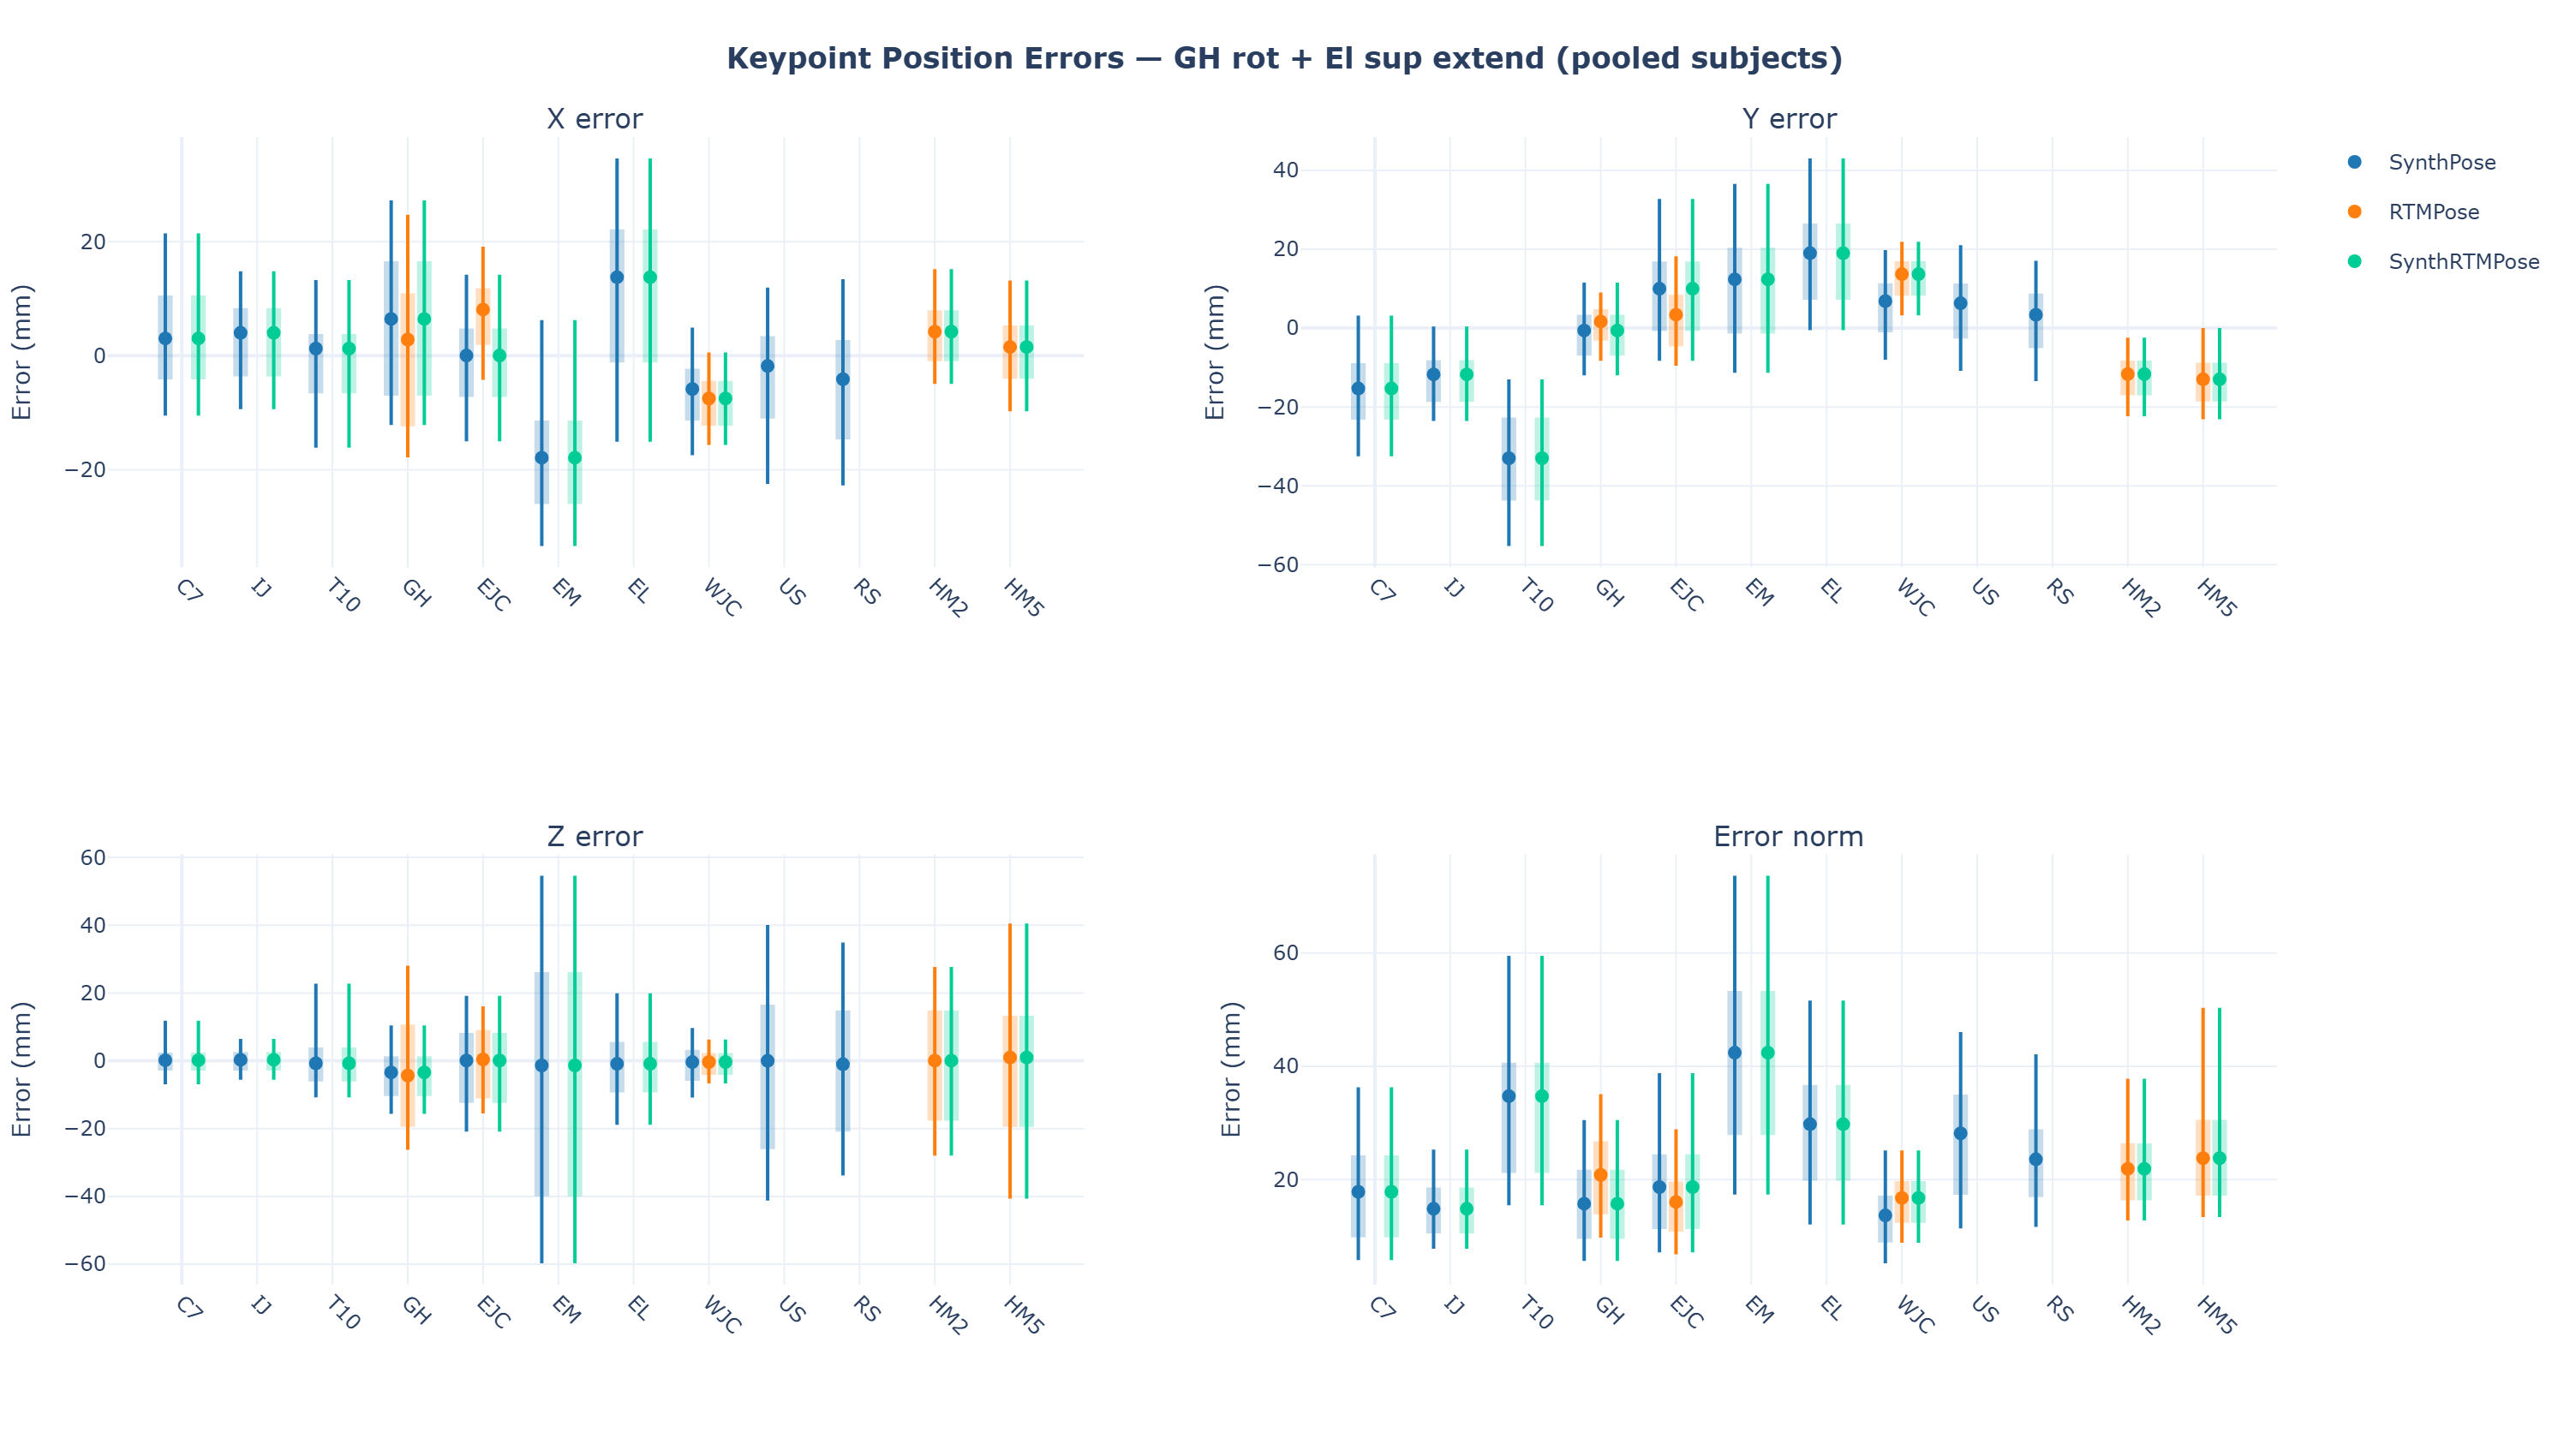 Keypoint Position Errors — GH rot + El sup extend (pooled subjects)
X error
Error (mm)
20
0
−20
C7
IJ
T10
GH
EJC
EM
EL
WJC
US
RS
HM2
HM5
Y error
Error (mm)
40
20
0
−20
−40
−60
C7
IJ
T10
GH
EJC
EM
EL
WJC
US
RS
HM2
HM5
SynthPose
RTMPose
SynthRTMPose
Z error
Error (mm)
60
40
20
0
−20
−40
−60
C7
IJ
T10
GH
EJC
EM
EL
WJC
US
RS
HM2
HM5
Error norm
Error (mm)
60
40
20
C7
IJ
T10
GH
EJC
EM
EL
WJC
US
RS
HM2
HM5